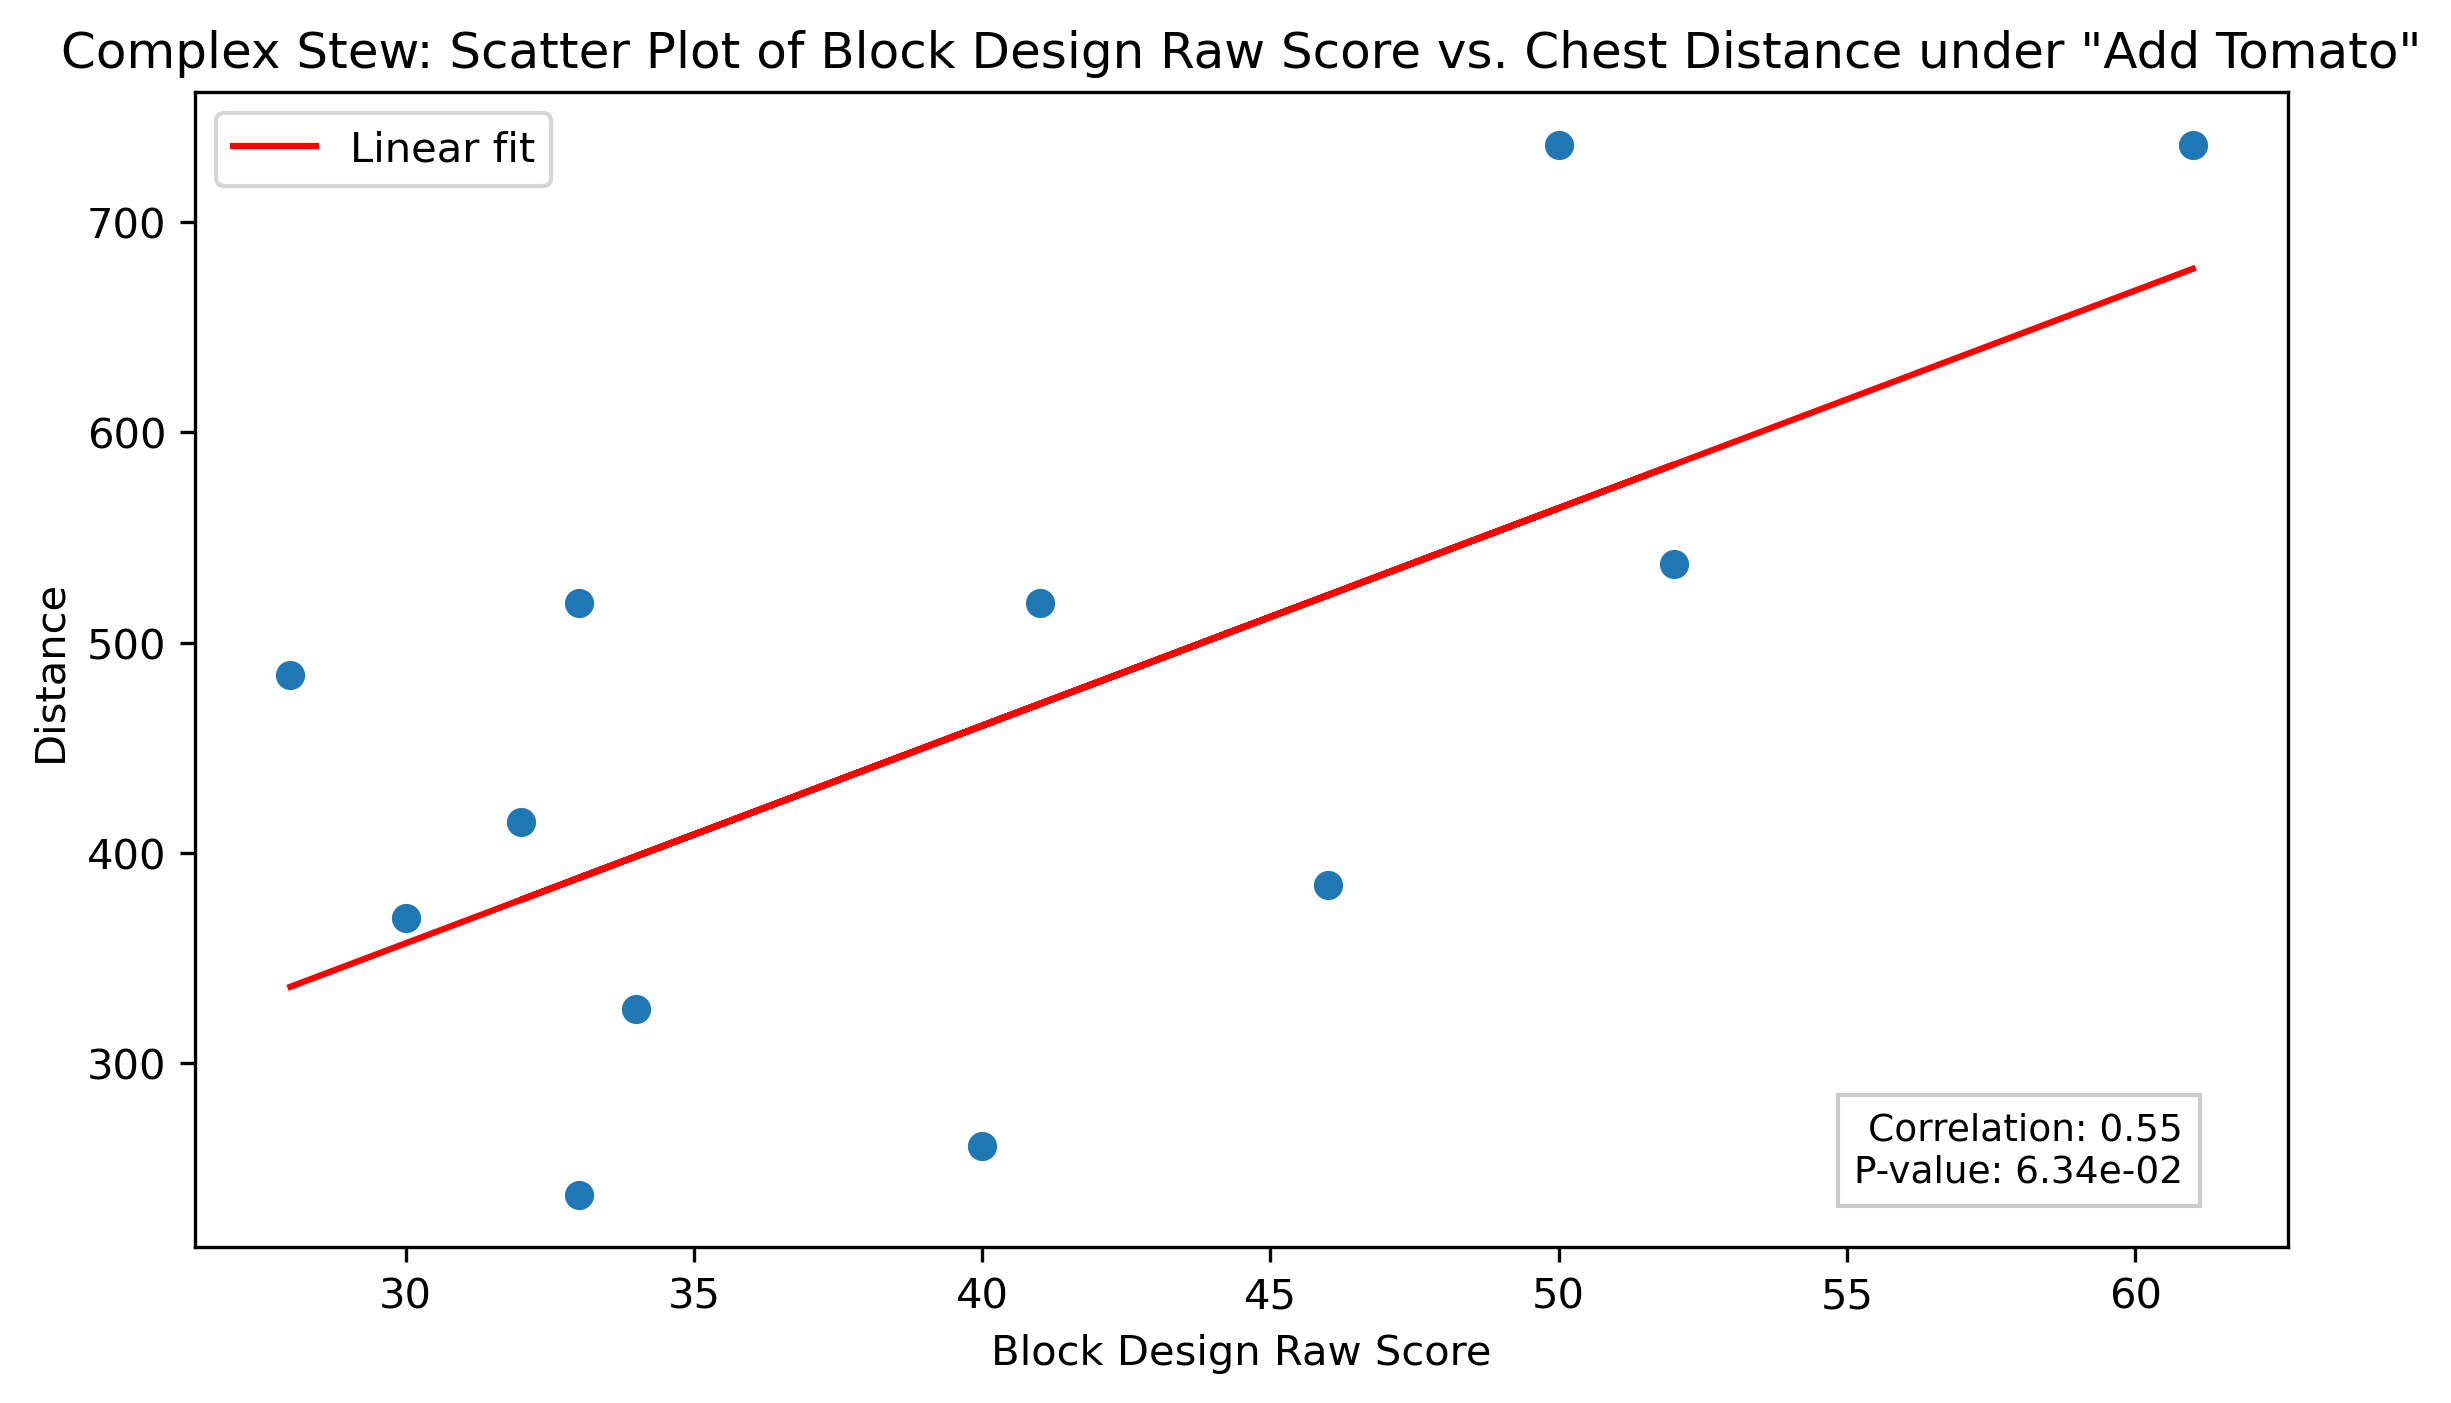 Complex Stew: Scatter Plot of Block Design Raw Score vs. Chest Distance under "Add Tomato"
Linear fit
700
600
500
400
300
Distance
Correlation: 0.55
P-value: 6.34e-02
30 35 40 45 50 55 60
Block Design Raw Score